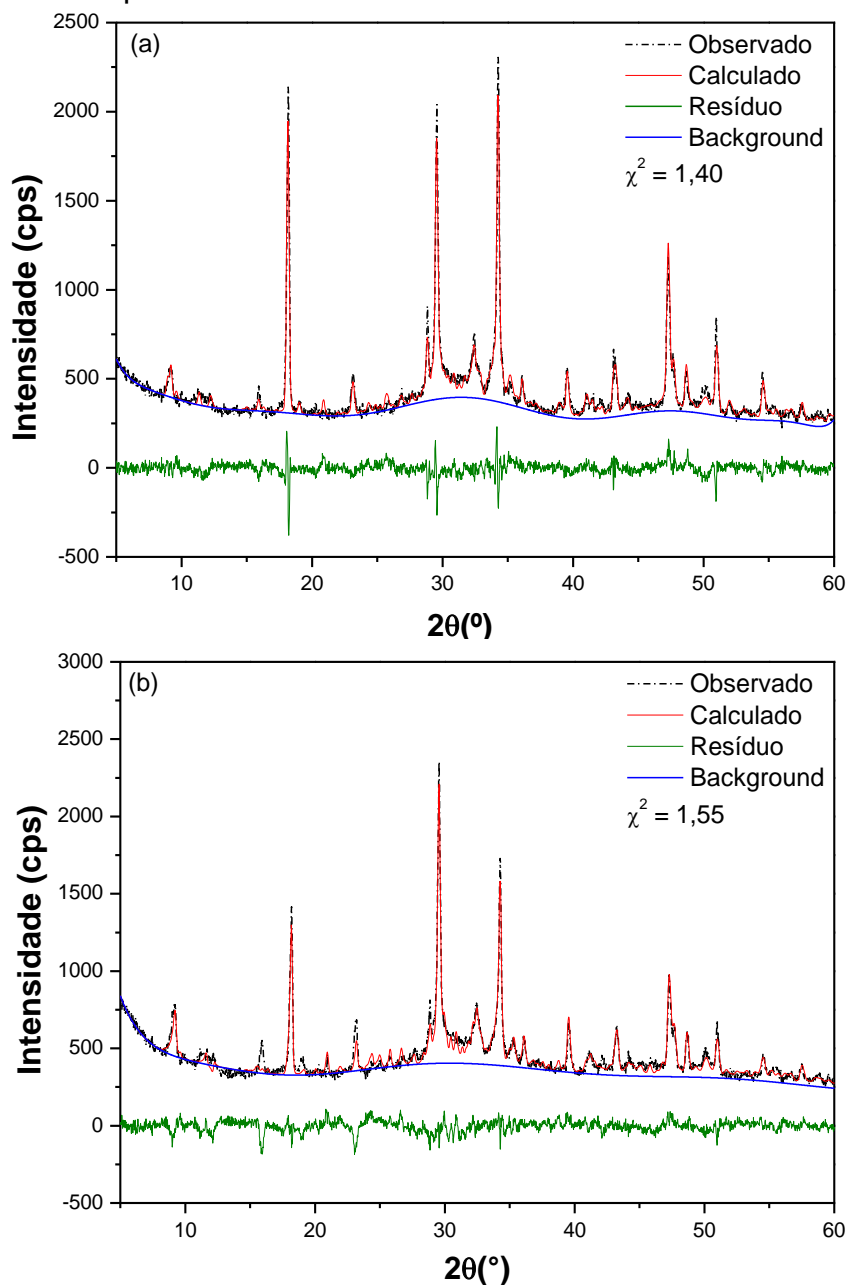 (a)
Observado
Calculado
Resíduo
Background
χ² = 1,40
2500
2000
1500
1000
500
0
-500
Intensidade (cps)
10 20 30 40 50 60
2θ(º)
(b)
Observado
Calculado
Resíduo
Background
χ² = 1,55
3000
2500
2000
1500
1000
500
0
-500
Intensidade (cps)
10 20 30 40 50 60
2θ(°)